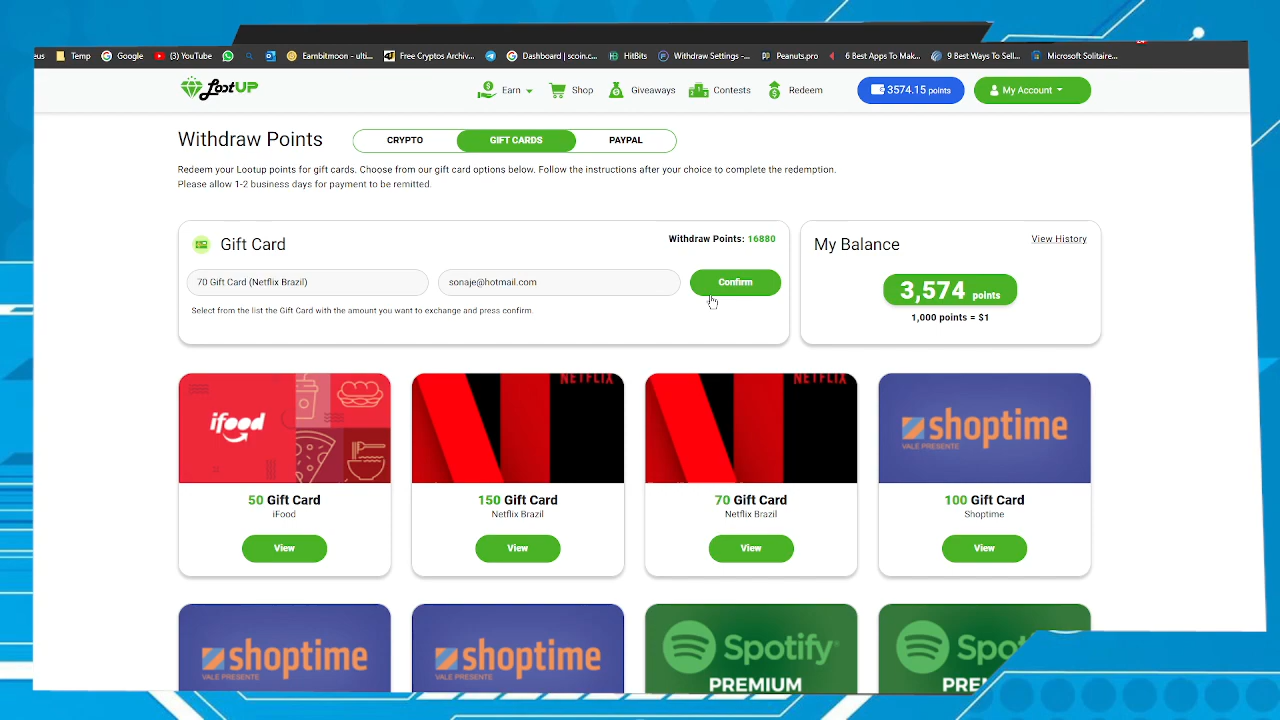 eus Temp Google (3) YouTube Earnbitmoon - ulti... Free Cryptos Archiv... Dashboard | scoin.c... HitBits Withdraw Settings -... Peanuts.pro 6 Best Apps To Mak... 9 Best Ways To Sell... Microsoft Solitaire...
LootUP Earn Shop Giveaways Contests Redeem 3574.15 points My Account
Withdraw Points CRYPTO GIFT CARDS PAYPAL
Redeem your Lootup points for gift cards. Choose from our gift card options below. Follow the instructions after your choice to complete the redemption.
Please allow 1-2 business days for payment to be remitted.
Gift Card Withdraw Points: 16880
70 Gift Card (Netflix Brazil) sonaje@hotmail.com Confirm
Select from the list the Gift Card with the amount you want to exchange and press confirm.
My Balance View History
3,574 points
1,000 points = $1
ifood NETFLIX NETFLIX shoptime
VALE PRESENTE
50 Gift Card 150 Gift Card 70 Gift Card 100 Gift Card
iFood Netflix Brazil Netflix Brazil Shoptime
View View View View
shoptime shoptime Spotify Spot
VALE PRESENTE VALE PRESENTE PREMIUM PREM